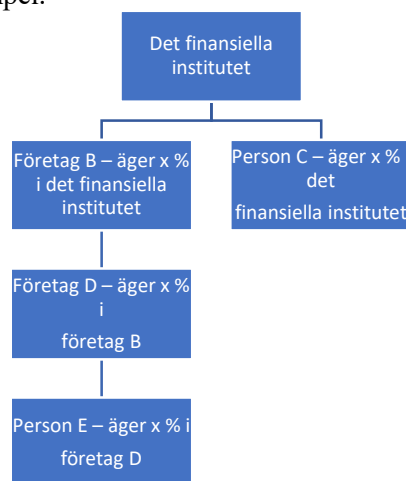 Det finansiella
institutet
Företag B – äger x %
i det finansiella
institutet
Person C – äger x %
det
finansiella institutet
Företag D – äger x %
i
företag B
Person E – äger x % i
företag D